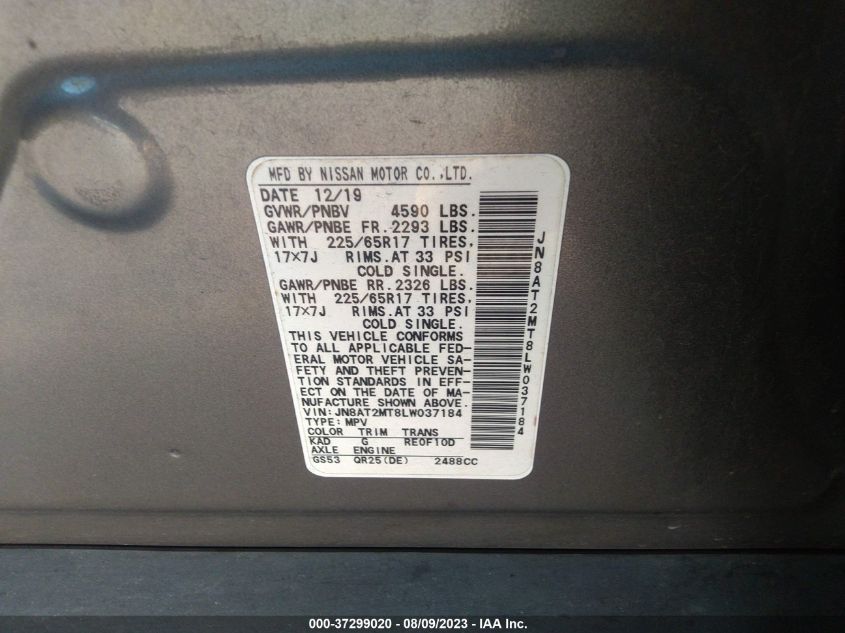 MFD BY NISSAN MOTOR CO.,LTD.
DATE 12/19
GVWR/PNBV 4590 LBS.
GAWR/PNBE FR. 2293 LBS.
WITH 225/65R17 TIRES,
17×7J RIMS.AT 33 PSI
COLD SINGLE.
GAWR/PNBE RR. 2326 LBS.
WITH 225/65R17 TIRES,
17×7J RIMS.AT 33 PSI
COLD SINGLE.
THIS VEHICLE CONFORMS
TO ALL APPLICABLE FED-
ERAL MOTOR VEHICLE SA-
FETY AND THEFT PREVEN-
TION STANDARDS IN EFF-
ECT ON THE DATE OF MA-
NUFACTURE SHOWN ABOVE.
VIN: JN8AT2MT8LW037184
TYPE: MPV
COLOR TRIM TRANS
KAD G RE0F10D
AXLE ENGINE
GS53 QR25(DE) 2488CC
JN8AT2MT8LW037184
000-37299020 - 08/09/2023 - IAA Inc.